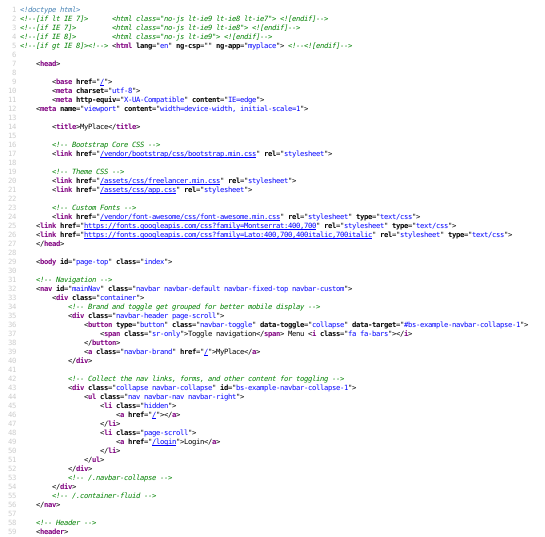 1 <!doctype html>
2 <!--[if lt IE 7]>      <html class="no-js lt-ie9 lt-ie8 lt-ie7"> <![endif]-->
3 <!--[if IE 7]>         <html class="no-js lt-ie9 lt-ie8"> <![endif]-->
4 <!--[if IE 8]>         <html class="no-js lt-ie9"> <![endif]-->
5 <!--[if gt IE 8]><!--> <html lang="en" ng-csp="" ng-app="myplace"> <!--<![endif]-->
6
7     <head>
8
9         <base href="/">
10         <meta charset="utf-8">
11         <meta http-equiv="X-UA-Compatible" content="IE=edge">
12     <meta name="viewport" content="width=device-width, initial-scale=1">
13
14         <title>MyPlace</title>
15
16         <!-- Bootstrap Core CSS -->
17         <link href="/vendor/bootstrap/css/bootstrap.min.css" rel="stylesheet">
18
19         <!-- Theme CSS -->
20         <link href="/assets/css/freelancer.min.css" rel="stylesheet">
21         <link href="/assets/css/app.css" rel="stylesheet">
22
23         <!-- Custom Fonts -->
24         <link href="/vendor/font-awesome/css/font-awesome.min.css" rel="stylesheet" type="text/css">
25     <link href="https://fonts.googleapis.com/css?family=Montserrat:400,700" rel="stylesheet" type="text/css">
26     <link href="https://fonts.googleapis.com/css?family=Lato:400,700,400italic,700italic" rel="stylesheet" type="text/css">
27     </head>
28
29     <body id="page-top" class="index">
30
31     <!-- Navigation -->
32     <nav id="mainNav" class="navbar navbar-default navbar-fixed-top navbar-custom">
33         <div class="container">
34             <!-- Brand and toggle get grouped for better mobile display -->
35             <div class="navbar-header page-scroll">
36                 <button type="button" class="navbar-toggle" data-toggle="collapse" data-target="#bs-example-navbar-collapse-1">
37                     <span class="sr-only">Toggle navigation</span> Menu <i class="fa fa-bars"></i>
38                 </button>
39                 <a class="navbar-brand" href="/">MyPlace</a>
40             </div>
41
42             <!-- Collect the nav links, forms, and other content for toggling -->
43             <div class="collapse navbar-collapse" id="bs-example-navbar-collapse-1">
44                 <ul class="nav navbar-nav navbar-right">
45                     <li class="hidden">
46                         <a href="/"></a>
47                     </li>
48                     <li class="page-scroll">
49                         <a href="/login">Login</a>
50                     </li>
51                 </ul>
52             </div>
53             <!-- /.navbar-collapse -->
54         </div>
55         <!-- /.container-fluid -->
56     </nav>
57
58     <!-- Header -->
59     <header>